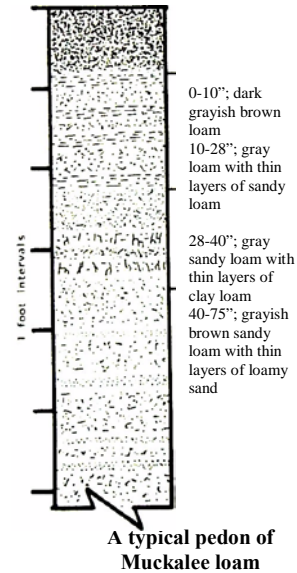 0-10”; dark
grayish brown
loam
10-28”; gray
loam with thin
layers of sandy
loam
28-40”; gray
sandy loam with
thin layers of
clay loam
40-75”; grayish
brown sandy
loam with thin
layers of loamy
sand
1 foot intervals
A typical pedon of
Muckalee loam